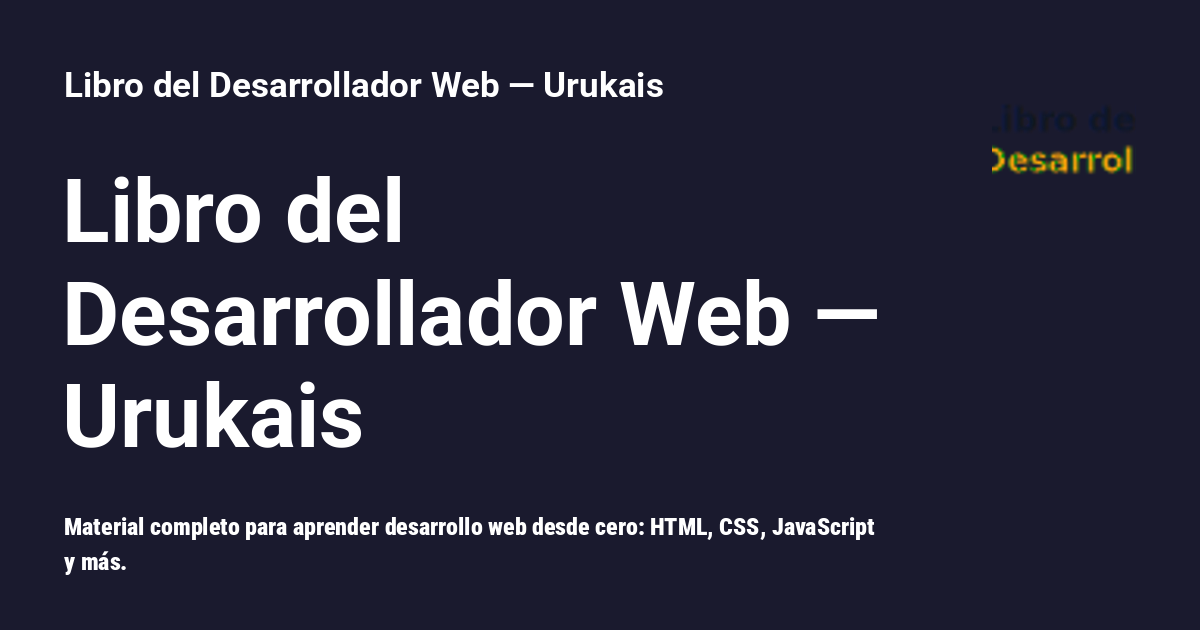 Libro del Desarrollador Web — Urukais
Libro de
Desarrol
Libro del
Desarrollador Web —
Urukais
Material completo para aprender desarrollo web desde cero: HTML, CSS, JavaScript
y más.